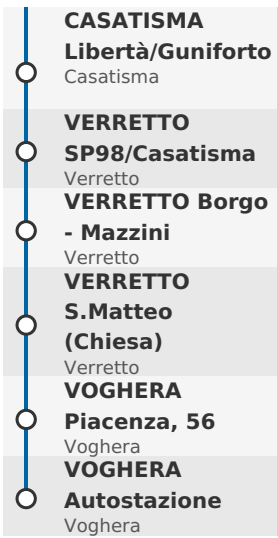 CASATISMA
Libertà/Guniforto
Casatisma
VERRETTO
SP98/Casatisma
Verretto
VERRETTO Borgo
- Mazzini
Verretto
VERRETTO
S.Matteo
(Chiesa)
Verretto
VOGHERA
Piacenza, 56
Voghera
VOGHERA
Autostazione
Voghera